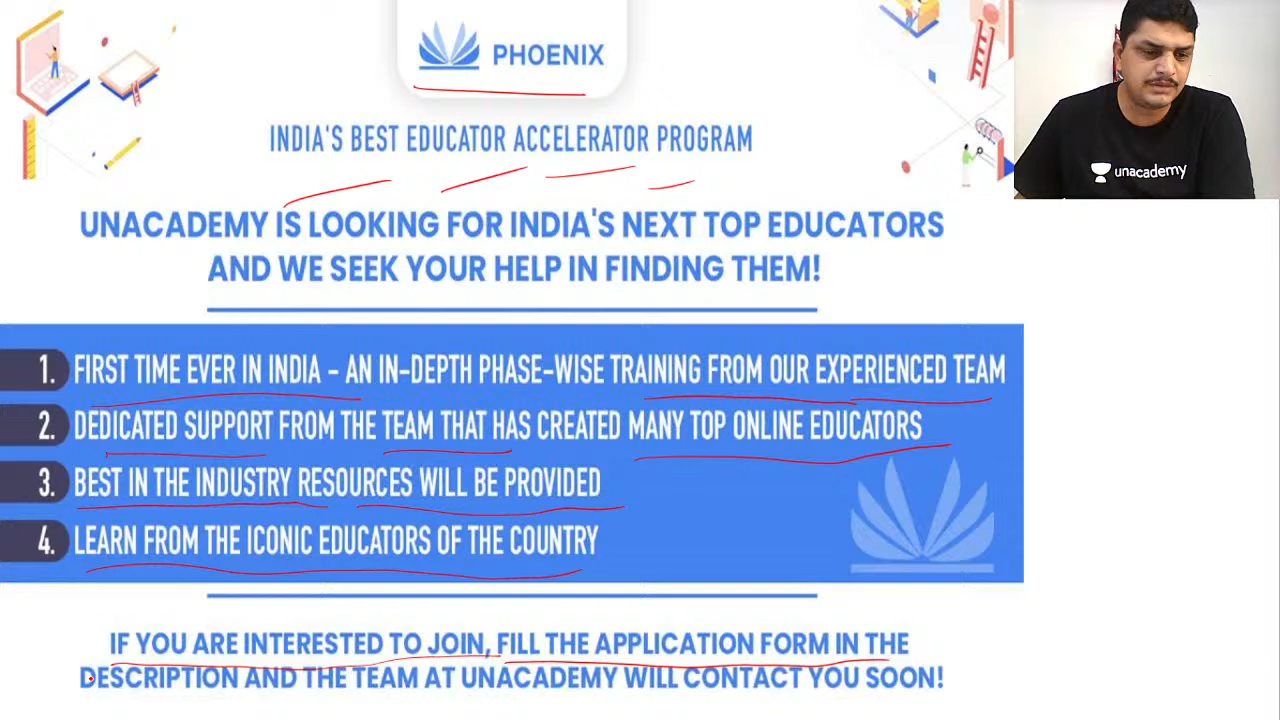 PHOENIX
INDIA'S BEST EDUCATOR ACCELERATOR PROGRAM
unacademy
UNACADEMY IS LOOKING FOR INDIA'S NEXT TOP EDUCATORS
AND WE SEEK YOUR HELP IN FINDING THEM!
1. FIRST TIME EVER IN INDIA - AN IN-DEPTH PHASE-WISE TRAINING FROM OUR EXPERIENCED TEAM
2. DEDICATED SUPPORT FROM THE TEAM THAT HAS CREATED MANY TOP ONLINE EDUCATORS
3. BEST IN THE INDUSTRY RESOURCES WILL BE PROVIDED
4. LEARN FROM THE ICONIC EDUCATORS OF THE COUNTRY
IF YOU ARE INTERESTED TO JOIN, FILL THE APPLICATION FORM IN THE
DESCRIPTION AND THE TEAM AT UNACADEMY WILL CONTACT YOU SOON!